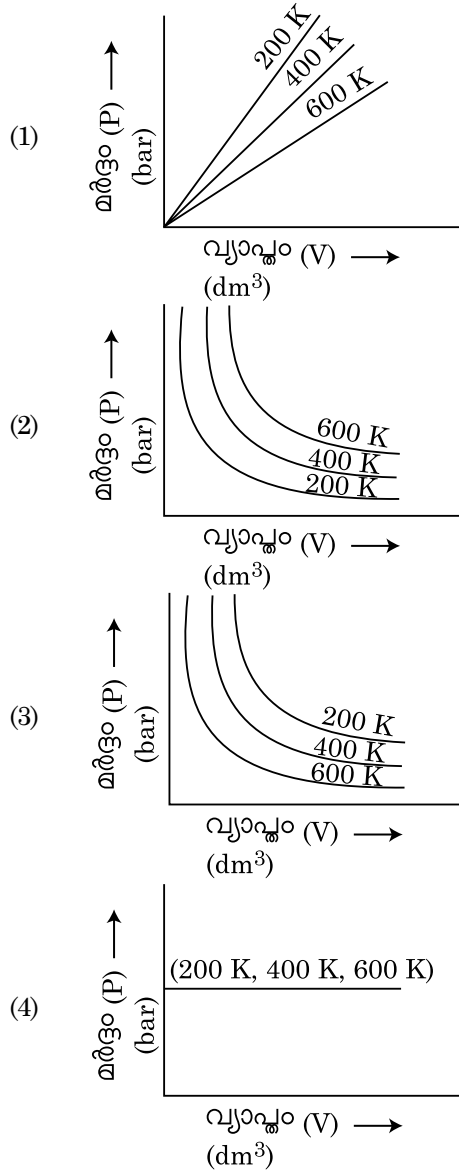 (1)
മർദ്ദം (P)
(bar)
200 K
400 K
600 K
വ്യാപ്തം (V)
(dm³)
(2)
മർദ്ദം (P)
(bar)
600 K
400 K
200 K
വ്യാപ്തം (V)
(dm³)
(3)
മർദ്ദം (P)
(bar)
200 K
400 K
600 K
വ്യാപ്തം (V)
(dm³)
(4)
മർദ്ദം (P)
(bar)
(200 K, 400 K, 600 K)
വ്യാപ്തം (V)
(dm³)